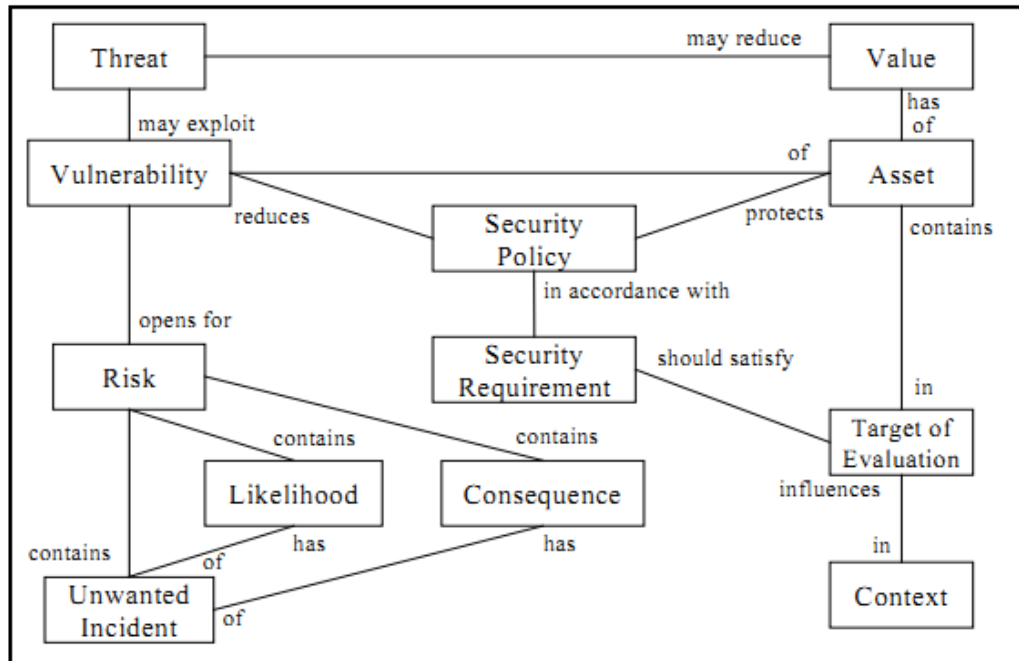 Threat
may reduce
Value
has
of
may exploit
Vulnerability
of
Asset
reduces
protects
contains
Security
Policy
in accordance with
opens for
Security
Requirement
should satisfy
Risk
in
contains
contains
Target of
Evaluation
Likelihood
Consequence
influences
contains
of
has
has
in
Unwanted
Incident
of
Context